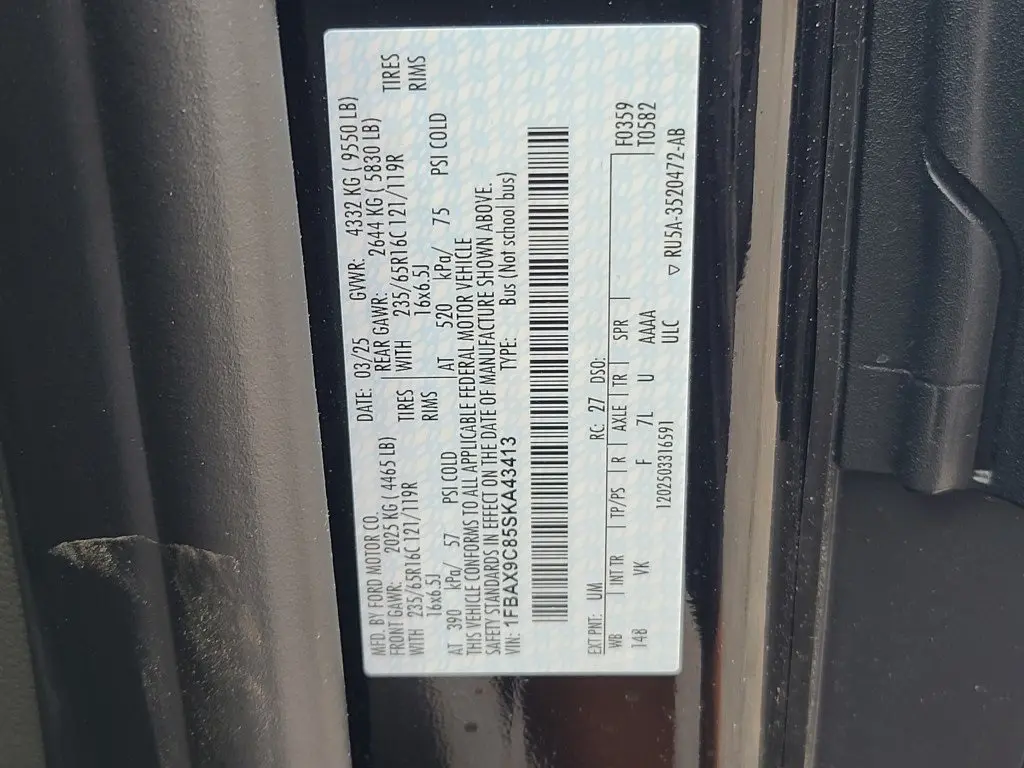 MFD. BY FORD MOTOR CO. DATE: 03/25 GVWR: 4332 KG ( 9550 LB)
FRONT GAWR: 2025 KG ( 4465 LB) REAR GAWR: 2644 KG ( 5830 LB)
WITH 235/65R16C 121/119R TIRES WITH 235/65R16C 121/119R TIRES
16x6.5J RIMS 16x6.5J RIMS
AT 390 kPa/ 57 PSI COLD AT 520 kPa/ 75 PSI COLD
THIS VEHICLE CONFORMS TO ALL APPLICABLE FEDERAL MOTOR VEHICLE
SAFETY STANDARDS IN EFFECT ON THE DATE OF MANUFACTURE SHOWN ABOVE.
VIN: 1FBAX9C85SKA43413 TYPE: Bus (Not school bus)
EXT PNT: UM RC: 27 DSO: F0359
WB INT TR TP/PS R AXLE TR SPR T0582
148 VK F 7L U AAAA
120250331659I ULC ▽ RU5A-3520472-AB